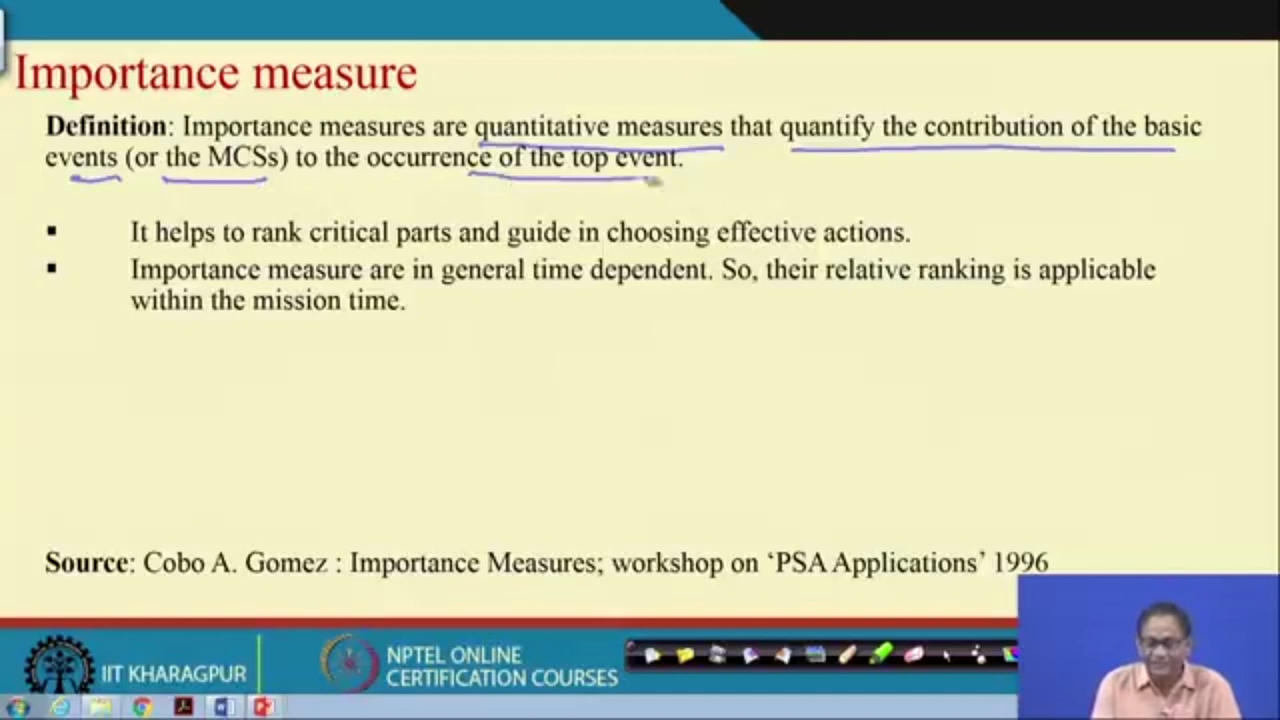 Importance measure
Definition: Importance measures are quantitative measures that quantify the contribution of the basic
events (or the MCSs) to the occurrence of the top event.
▪ It helps to rank critical parts and guide in choosing effective actions.
▪ Importance measure are in general time dependent. So, their relative ranking is applicable
within the mission time.
Source: Cobo A. Gomez : Importance Measures; workshop on ‘PSA Applications’ 1996
IIT KHARAGPUR
NPTEL ONLINE
CERTIFICATION COURSES